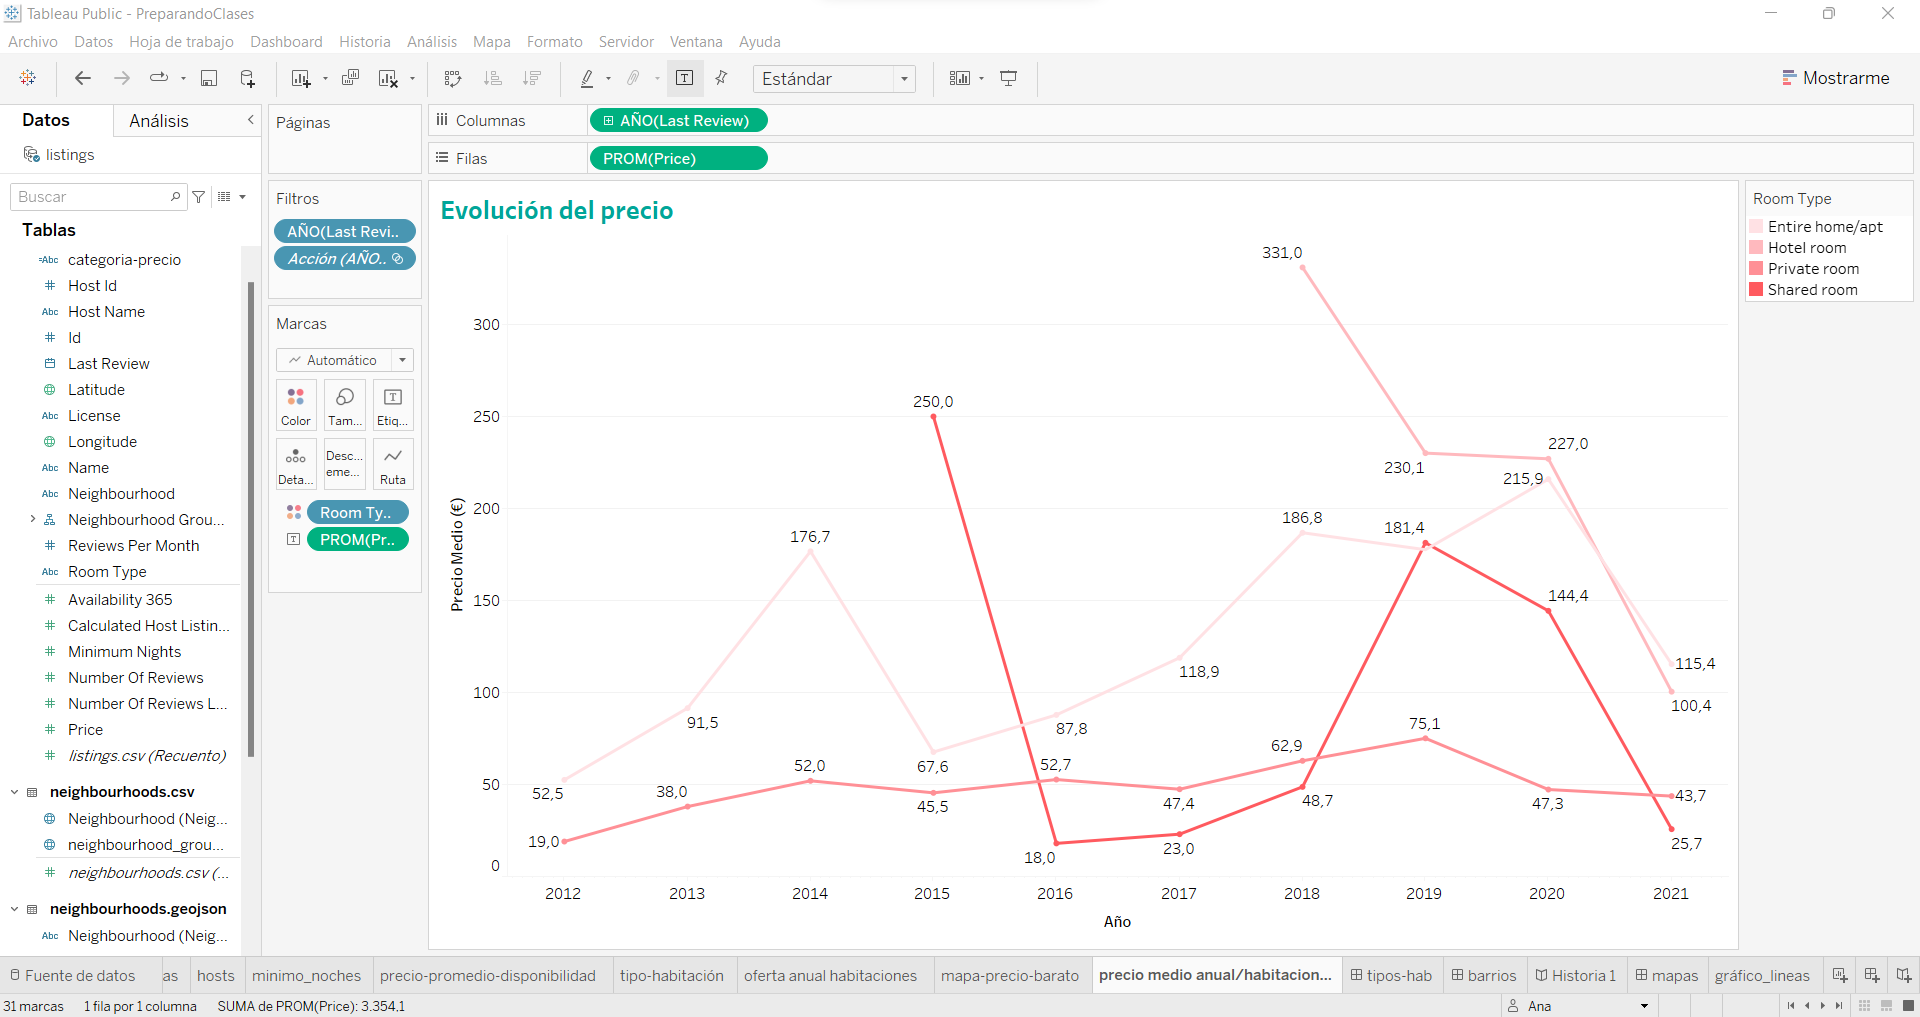 Tableau Public - PreparandoClases
Archivo Datos Hoja de trabajo Dashboard Historia Análisis Mapa Formato Servidor Ventana Ayuda
Estándar
Mostrarme
Datos
Análisis
listings
Buscar
Tablas
=Abc categoria-precio
# Host Id
Abc Host Name
# Id
Last Review
Latitude
Abc License
Longitude
Abc Name
Abc Neighbourhood
Neighbourhood Grou...
# Reviews Per Month
Abc Room Type
# Availability 365
# Calculated Host Listin...
# Minimum Nights
# Number Of Reviews
# Number Of Reviews L...
# Price
# listings.csv (Recuento)
neighbourhoods.csv
Neighbourhood (Neig...
neighbourhood_grou...
# neighbourhoods.csv (...
neighbourhoods.geojson
Abc Neighbourhood (Neig...
Páginas
Filtros
AÑO(Last Revi..
Acción (AÑO..
Marcas
Automático
Color
Tam...
Etiq...
Deta...
Desc...
eme...
Ruta
Room Ty..
PROM(Pr..
Columnas
AÑO(Last Review)
Filas
PROM(Price)
Evolución del precio
Precio Medio (€)
300
250
200
150
100
50
0
331,0
250,0
227,0
230,1
215,9
186,8
181,4
176,7
144,4
118,9
115,4
100,4
91,5
87,8
75,1
62,9
52,0
67,6
52,7
52,5
38,0
45,5
47,4
48,7
47,3
43,7
19,0
18,0
23,0
25,7
2012 2013 2014 2015 2016 2017 2018 2019 2020 2021
Año
Room Type
Entire home/apt
Hotel room
Private room
Shared room
Fuente de datos
as
hosts
minimo_noches
precio-promedio-disponibilidad
tipo-habitación
oferta anual habitaciones
mapa-precio-barato
precio medio anual/habitacion...
tipos-hab
barrios
Historia 1
mapas
gráfico_lineas
31 marcas 1 fila por 1 columna SUMA de PROM(Price): 3.354,1
Ana